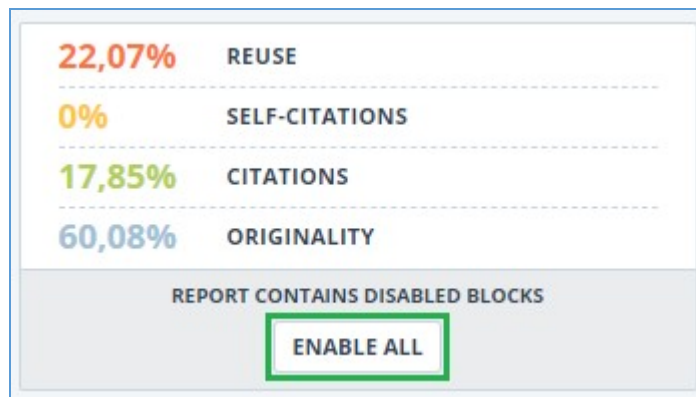 22,07% REUSE
0% SELF-CITATIONS
17,85% CITATIONS
60,08% ORIGINALITY
REPORT CONTAINS DISABLED BLOCKS
ENABLE ALL